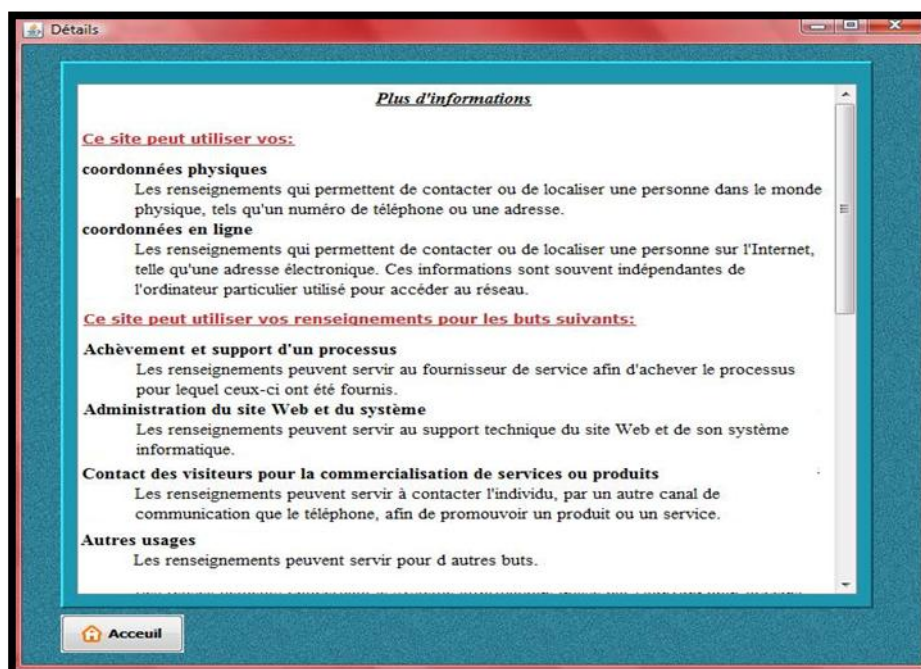 Détails
Plus d'informations
Ce site peut utiliser vos:
coordonnées physiques
Les renseignements qui permettent de contacter ou de localiser une personne dans le monde
physique, tels qu'un numéro de téléphone ou une adresse.
coordonnées en ligne
Les renseignements qui permettent de contacter ou de localiser une personne sur l'Internet,
telle qu'une adresse électronique. Ces informations sont souvent indépendantes de
l'ordinateur particulier utilisé pour accéder au réseau.
Ce site peut utiliser vos renseignements pour les buts suivants:
Achèvement et support d'un processus
Les renseignements peuvent servir au fournisseur de service afin d'achever le processus
pour lequel ceux-ci ont été fournis.
Administration du site Web et du système
Les renseignements peuvent servir au support technique du site Web et de son système
informatique.
Contact des visiteurs pour la commercialisation de services ou produits
Les renseignements peuvent servir à contacter l'individu, par un autre canal de
communication que le téléphone, afin de promouvoir un produit ou un service.
Autres usages
Les renseignements peuvent servir pour d autres buts.
Acceuil